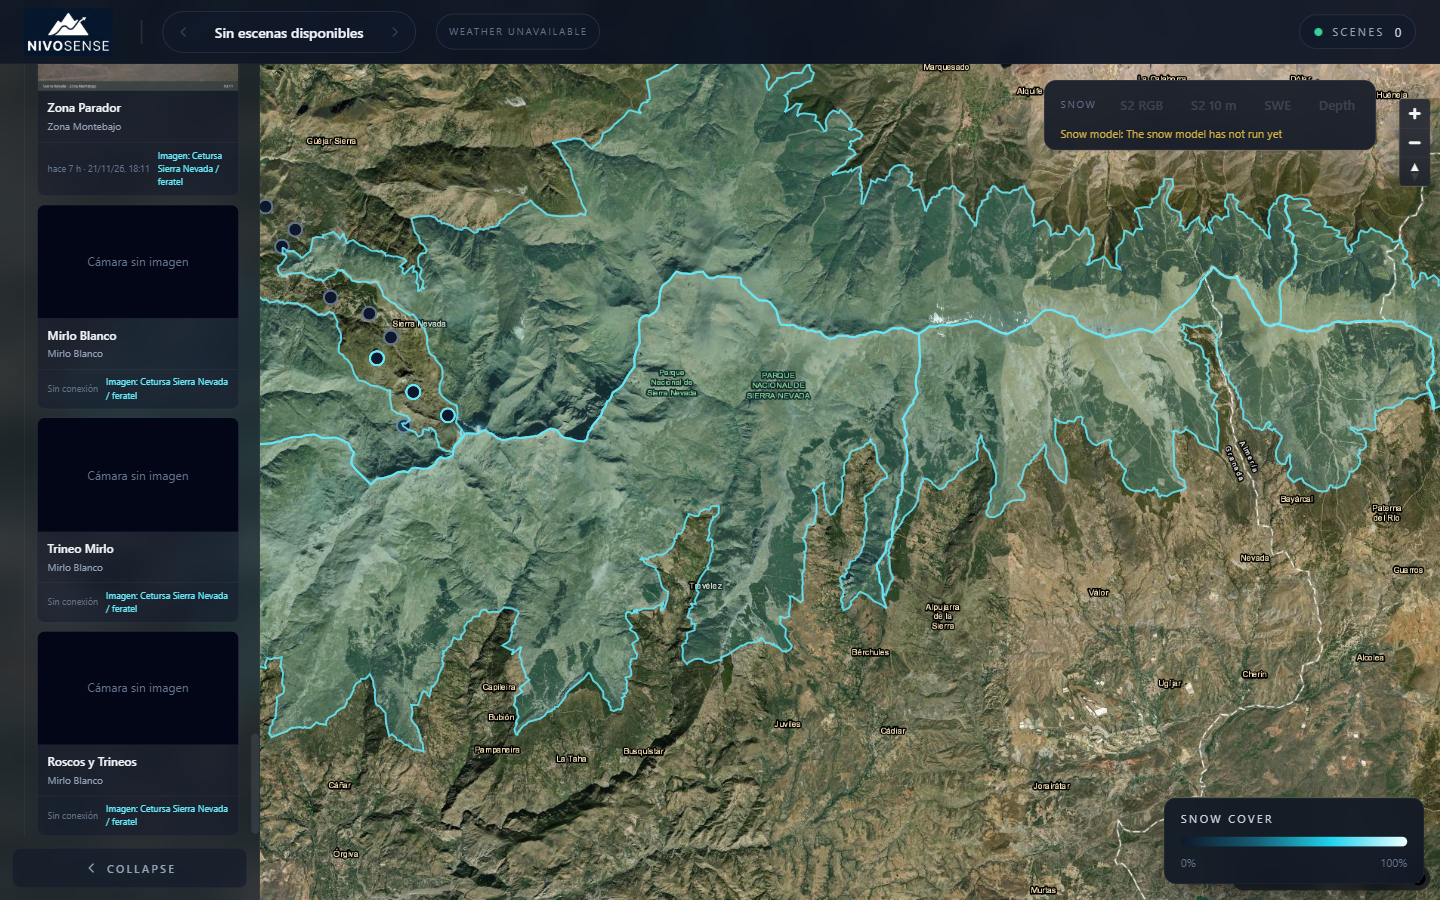 NIVOSENSE
Sin escenas disponibles
WEATHER UNAVAILABLE
SCENES 0
Zona Parador
Zona Montebajo
hace 7 h · 21/11/26, 18:11
Imagen: Cetursa
Sierra Nevada /
feratel
Cámara sin imagen
Mirlo Blanco
Mirlo Blanco
Sin conexión
Imagen: Cetursa Sierra Nevada
/ feratel
Cámara sin imagen
Trineo Mirlo
Mirlo Blanco
Sin conexión
Imagen: Cetursa Sierra Nevada
/ feratel
Cámara sin imagen
Roscos y Trineos
Mirlo Blanco
Sin conexión
Imagen: Cetursa Sierra Nevada
/ feratel
COLLAPSE
SNOW
S2 RGB
S2 10 m
SWE
Depth
Snow model: The snow model has not run yet
Marquesado
Alquife
Huéneja
Güéjar Sierra
Sierra Nevada
Parque
Nacional de
Sierra Nevada
PARQUE
NACIONAL DE
SIERRA NEVADA
Almería
Granada
Bayárcal
Paterna
del Río
Nevada
Guarros
Trevélez
Válor
Alpujarra
de la
Sierra
Bérchules
Alcolea
Cherín
Ugíjar
Capileira
Bubión
Juviles
Cádiar
Pampaneira
La Taha
Busquístar
Cáñar
Jorairátar
Órgiva
Murtas
SNOW COVER
0%
100%